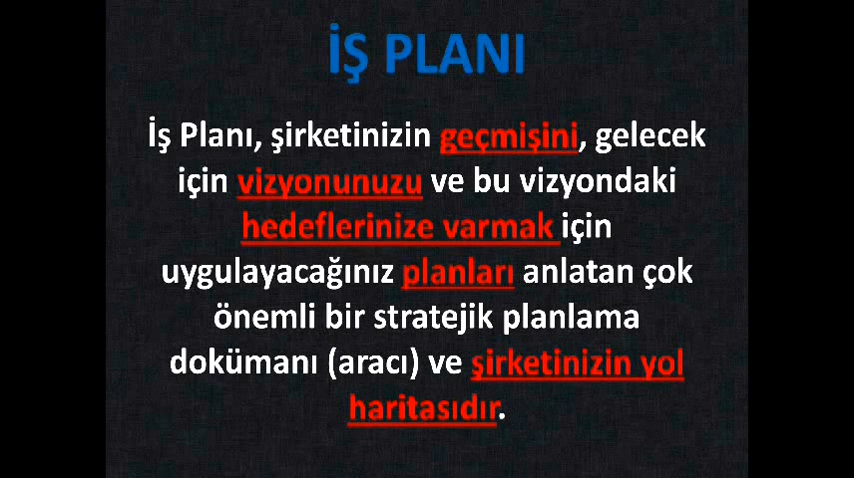 İŞ PLANI
İş Planı, şirketinizin geçmişini, gelecek
için vizyonunuzu ve bu vizyondaki
hedeflerinize varmak için
uygulayacağınız planları anlatan çok
önemli bir stratejik planlama
dokümanı (aracı) ve şirketinizin yol
haritasıdır.